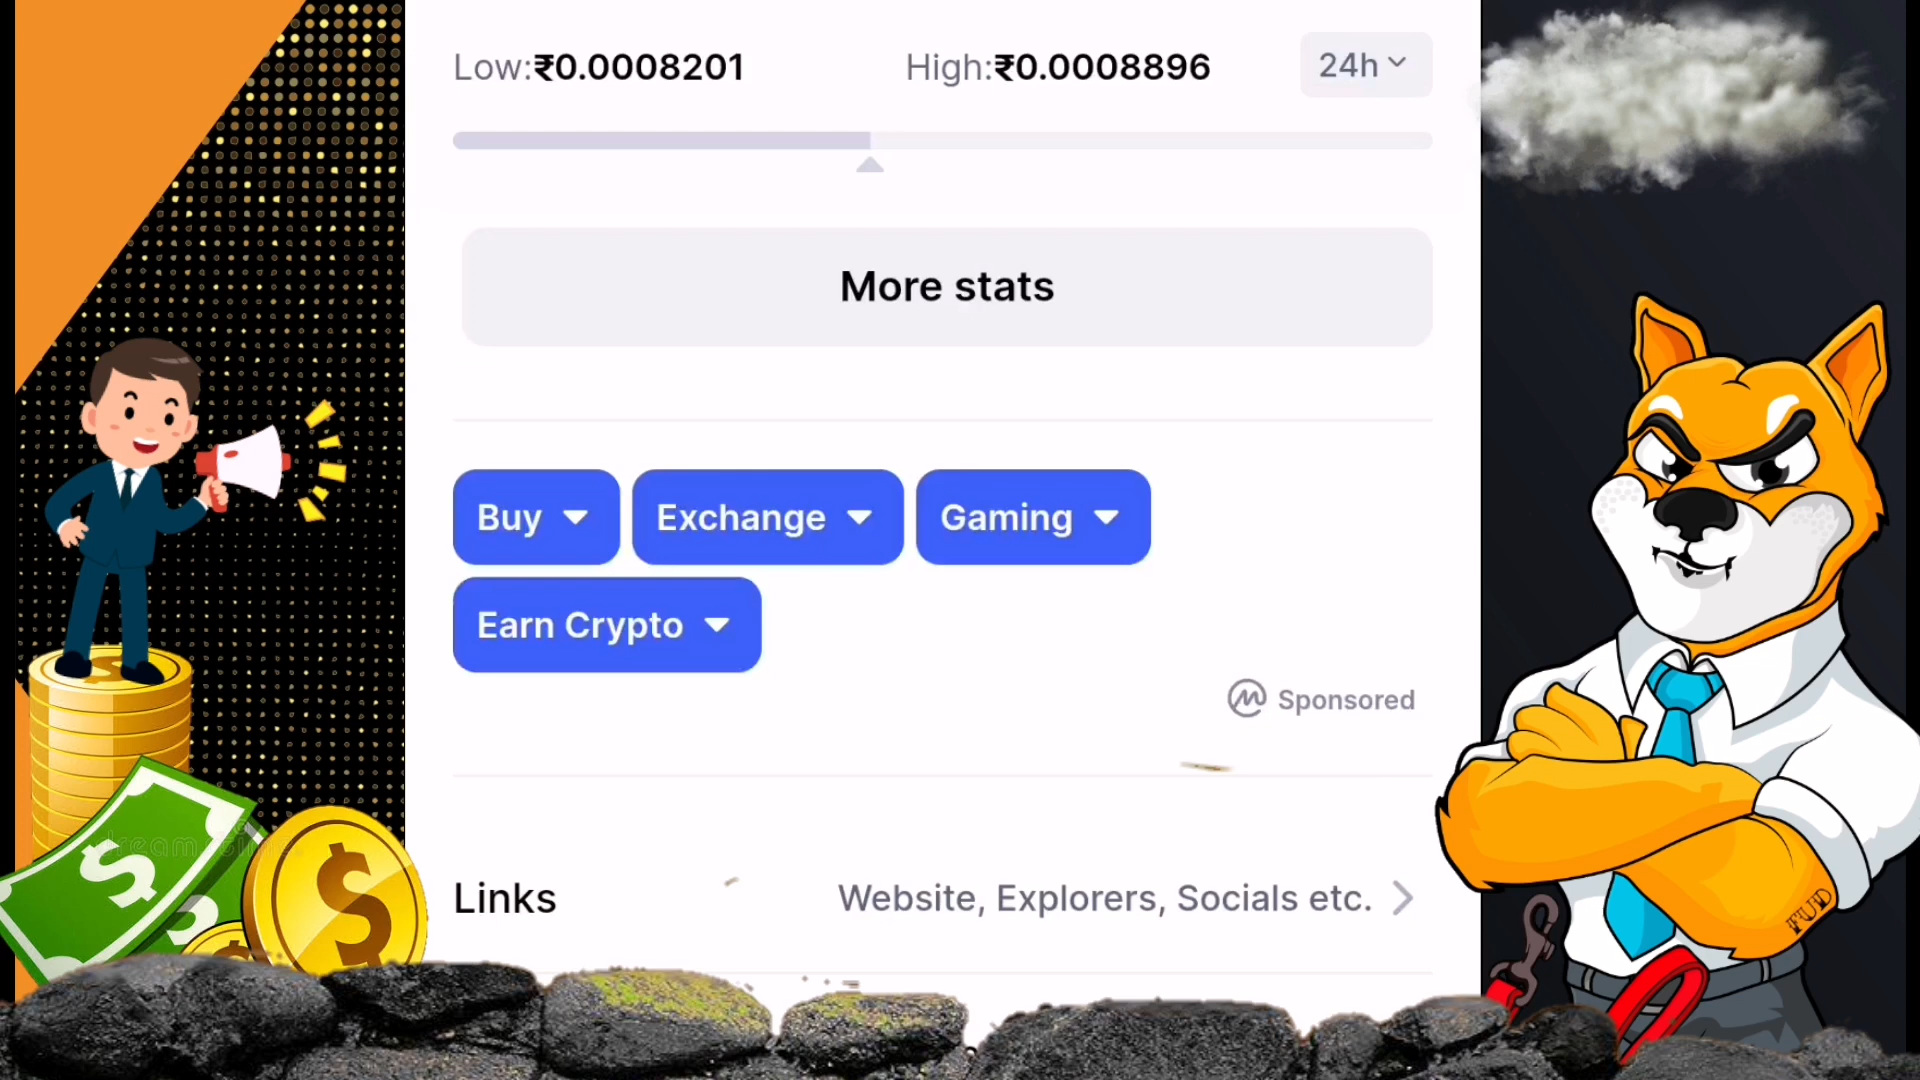 Low:₹0.0008201 High:₹0.0008896 24h
More stats
Buy Exchange Gaming
Earn Crypto
Sponsored
Links Website, Explorers, Socials etc.
FUD